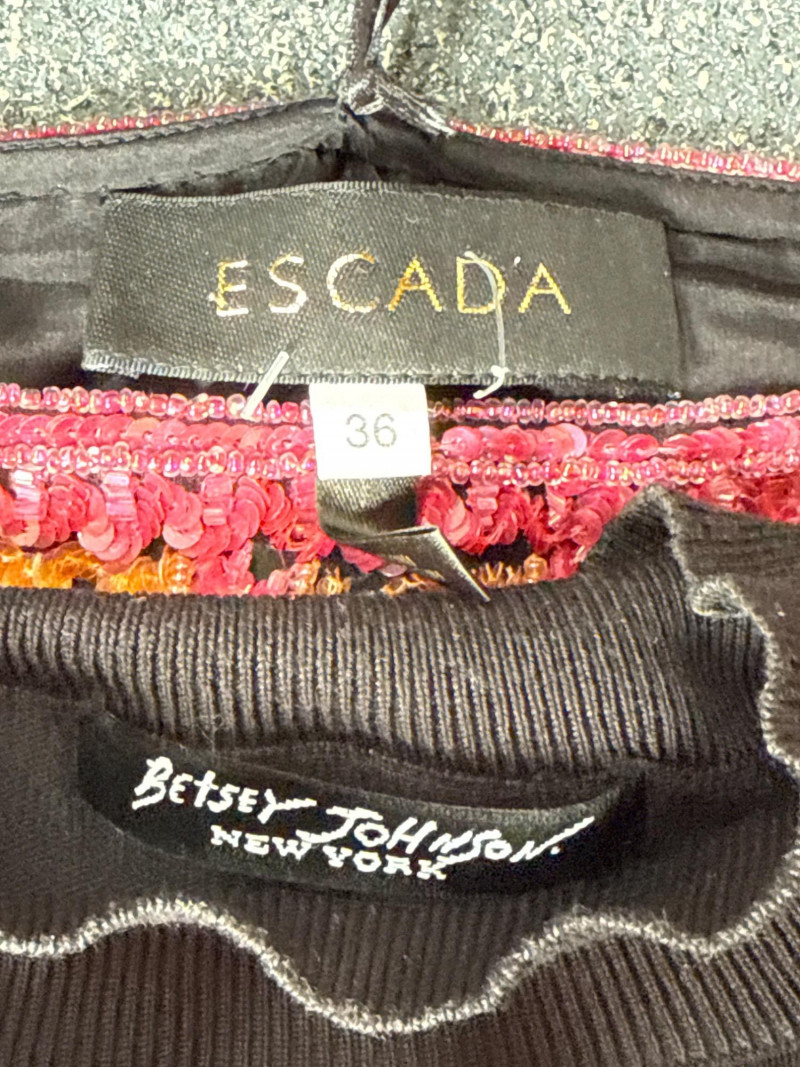 ESCADA
36
BETSEY JOHNSON.
NEW YORK